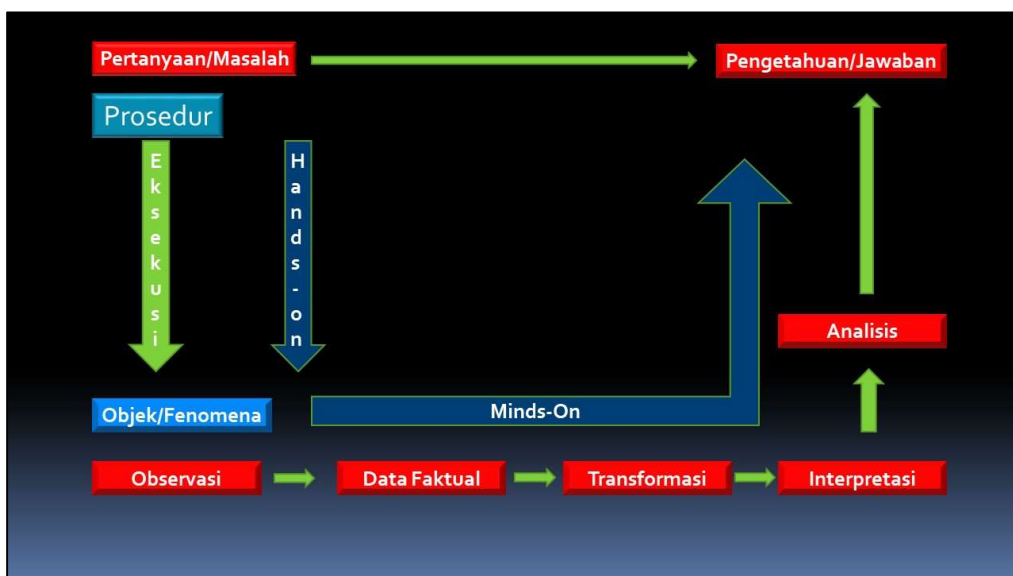 Pertanyaan/Masalah
Pengetahuan/Jawaban
Prosedur
Eksekusi
Hands-on
Analisis
Objek/Fenomena
Minds-On
Observasi
Data Faktual
Transformasi
Interpretasi